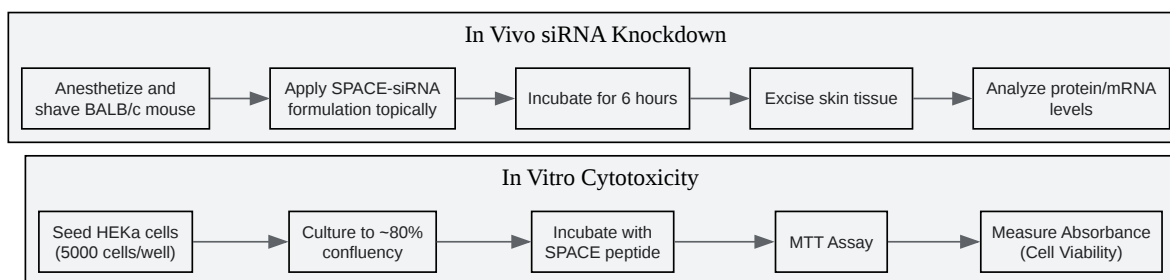 In Vivo siRNA Knockdown
Anesthetize and
shave BALB/c mouse
Apply SPACE-siRNA
formulation topically
Incubate for 6 hours
Excise skin tissue
Analyze protein/mRNA
levels
In Vitro Cytotoxicity
Seed HEKa cells
(5000 cells/well)
Culture to ~80%
confluency
Incubate with
SPACE peptide
MTT Assay
Measure Absorbance
(Cell Viability)